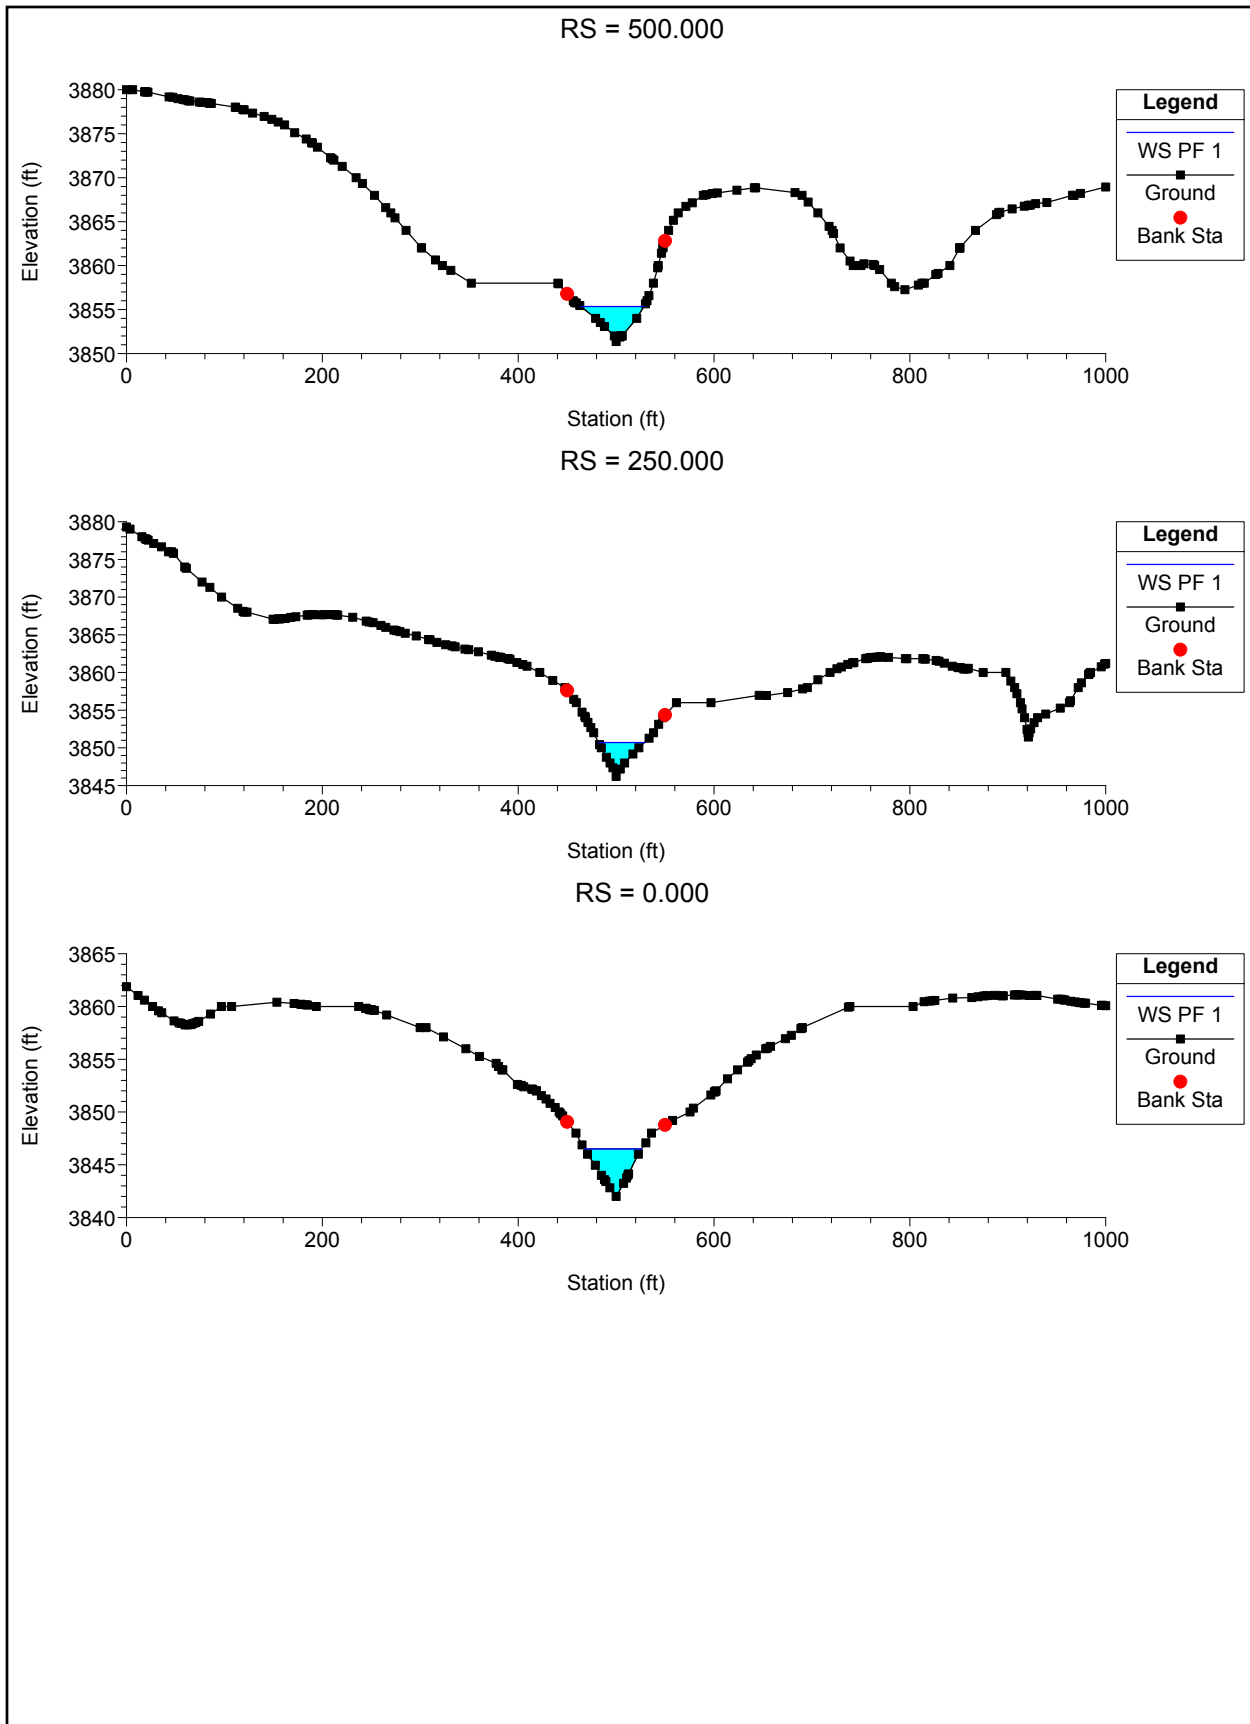 RS = 500.000
3880
3875
3870
3865
3860
3855
3850
Elevation (ft)
0 200 400 600 800 1000
Station (ft)
Legend
WS PF 1
Ground
Bank Sta
RS = 250.000
3880
3875
3870
3865
3860
3855
3850
3845
Elevation (ft)
0 200 400 600 800 1000
Station (ft)
Legend
WS PF 1
Ground
Bank Sta
RS = 0.000
3865
3860
3855
3850
3845
3840
Elevation (ft)
0 200 400 600 800 1000
Station (ft)
Legend
WS PF 1
Ground
Bank Sta